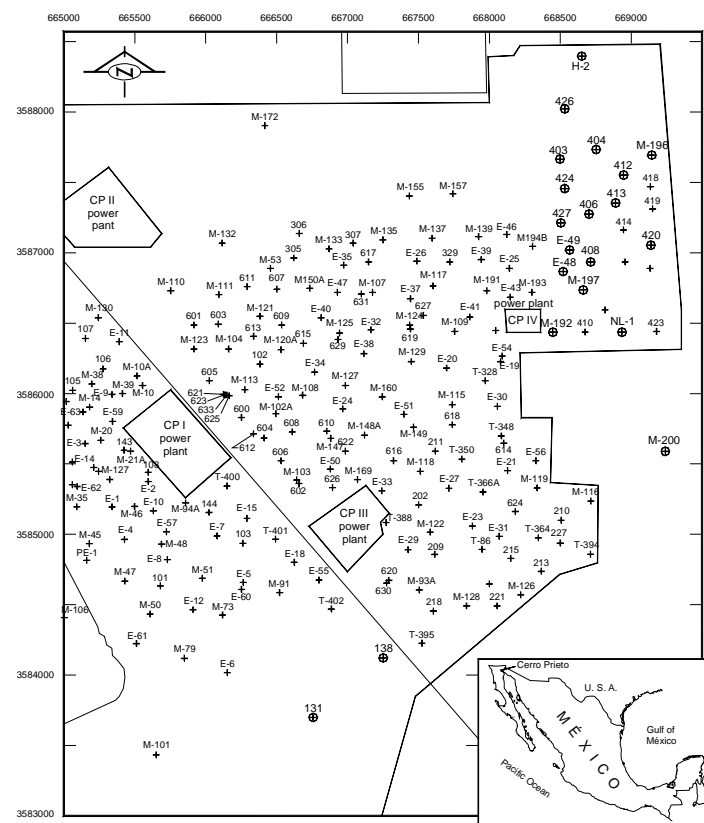 665000 665500 666000 666500 667000 667500 668000 668500 669000
H-2
3588000
426
M-172
404
403
M-196
412
424
418
M-155
M-157
413
419
CP II
power
pant
406
427
414
306
M-132
307
M-135
M-137
M-139
E-46
420
M-133
M194B
E-49
3587000
305
M-53
E-35
615
E-26
329
E-39
E-25
408
E-48
M-110
611
607
M150A
E-47
M-107
M-117
M-191
M-193
M-197
M-111
631
E-37
E-43
power plant
M-130
M-121
E-40
M-124
627
E-41
CP IV
M-192
410
NL-1
423
107
E-11
601
603
609
M-125
E-32
619
M-109
613
615
629
M-123
M-104
M-120A
M-112
E-54
106
102
M-129
E-19
M-38
M-10A
605
E-34
E-20
T-328
105
E-9
M-39
M-10
621
623
633
625
M-113
M-127
3586000
M-14
E-52
M-108
M-160
M-115
E-30
E-63
E-59
600
M-102A
E-24
E-51
CP I
power
plant
604
608
610
M-148A
M-149
618
T-348
M-200
M-20
E-3
143
612
M-147
622
614
M-21A
606
E-50
616
211
T-350
E-56
E-14
M-127
108
M-103
M-169
M-118
E-21
E-62
E-2
T-400
602
626
E-33
E-27
T-366A
M-119
M-116
M-35
E-1
M-46
E-10
M-94A
144
202
624
3585000
E-57
E-15
CP III
power
plant
T-388
M-122
E-23
210
M-45
E-4
E-7
103
T-401
E-31
T-364
227
PE-1
M-48
E-29
209
T-86
T-394
E-8
E-18
215
213
M-47
101
M-51
E-5
E-55
620
M-93A
E-60
M-91
630
M-126
M-106
M-50
E-12
M-73
T-402
218
M-128
221
E-61
T-395
M-79
138
E-6
3584000
Cerro Prieto
U. S. A.
131
MÉXICO
Gulf of
México
M-101
Pacific Ocean
3583000